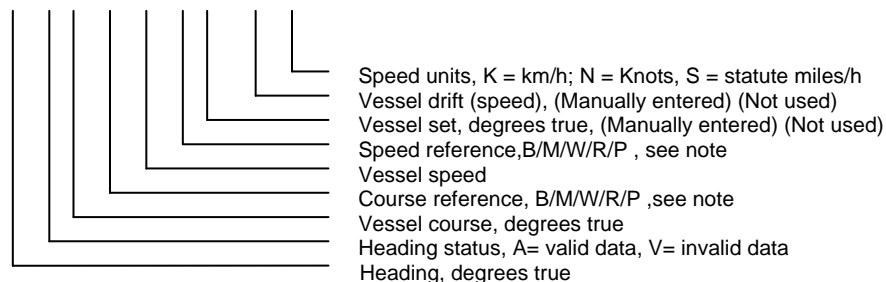 Speed units, K = km/h; N = Knots, S = statute miles/h
Vessel drift (speed), (Manually entered) (Not used)
Vessel set, degrees true, (Manually entered) (Not used)
Speed reference,B/M/W/R/P , see note
Vessel speed
Course reference, B/M/W/R/P ,see note
Vessel course, degrees true
Heading status, A= valid data, V= invalid data
Heading, degrees true